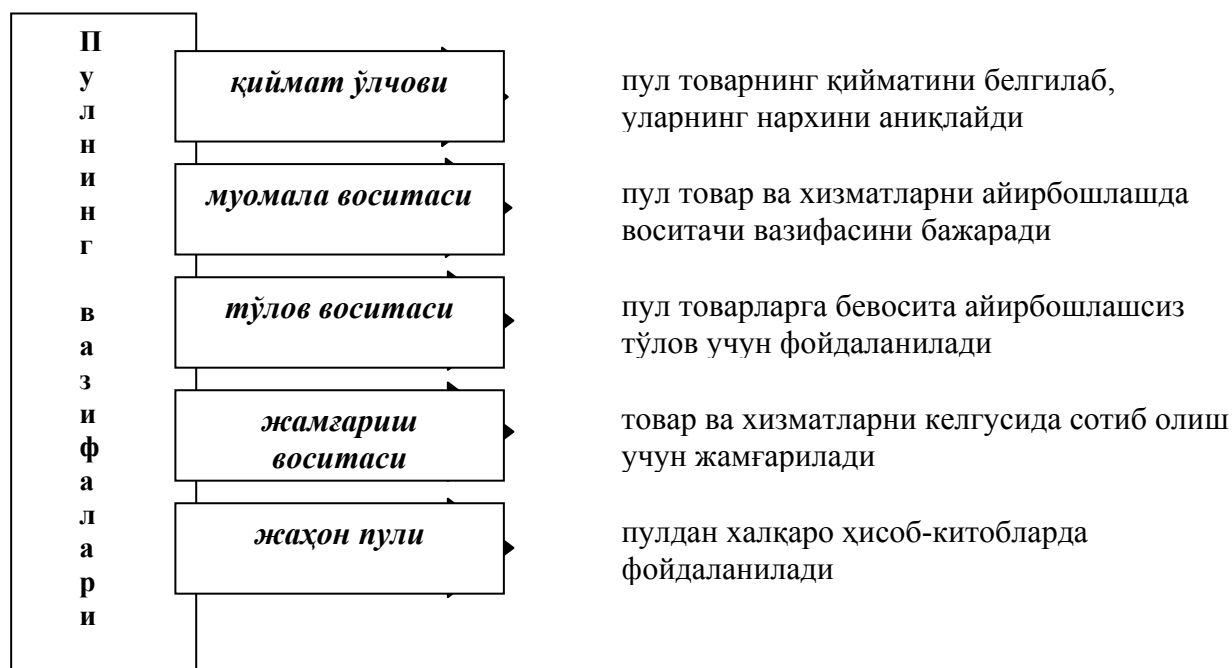 Пулнинг вазифалари
қиймат ўлчови
пул товарнинг қийматини белгилаб,
уларнинг нархини аниқлайди
муомала воситаси
пул товар ва хизматларни айирбошлашда
воситачи вазифасини бажаради
тўлов воситаси
пул товарларга бевосита айирбошлашсиз
тўлов учун фойдаланилади
жамғариш
воситаси
товар ва хизматларни келгусида сотиб олиш
учун жамғарилади
жаҳон пули
пулдан халқаро ҳисоб-китобларда
фойдаланилади